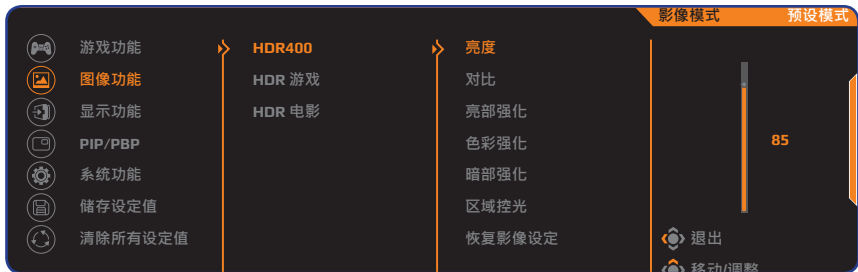 影像模式 预设模式
游戏功能 HDR400 亮度
图像功能 HDR 游戏 对比
显示功能 HDR 电影 亮部强化
PIP/PBP 色彩强化 85
系统功能 暗部强化
储存设定值 区域控光
清除所有设定值 恢复影像设定 退出
移动/调整